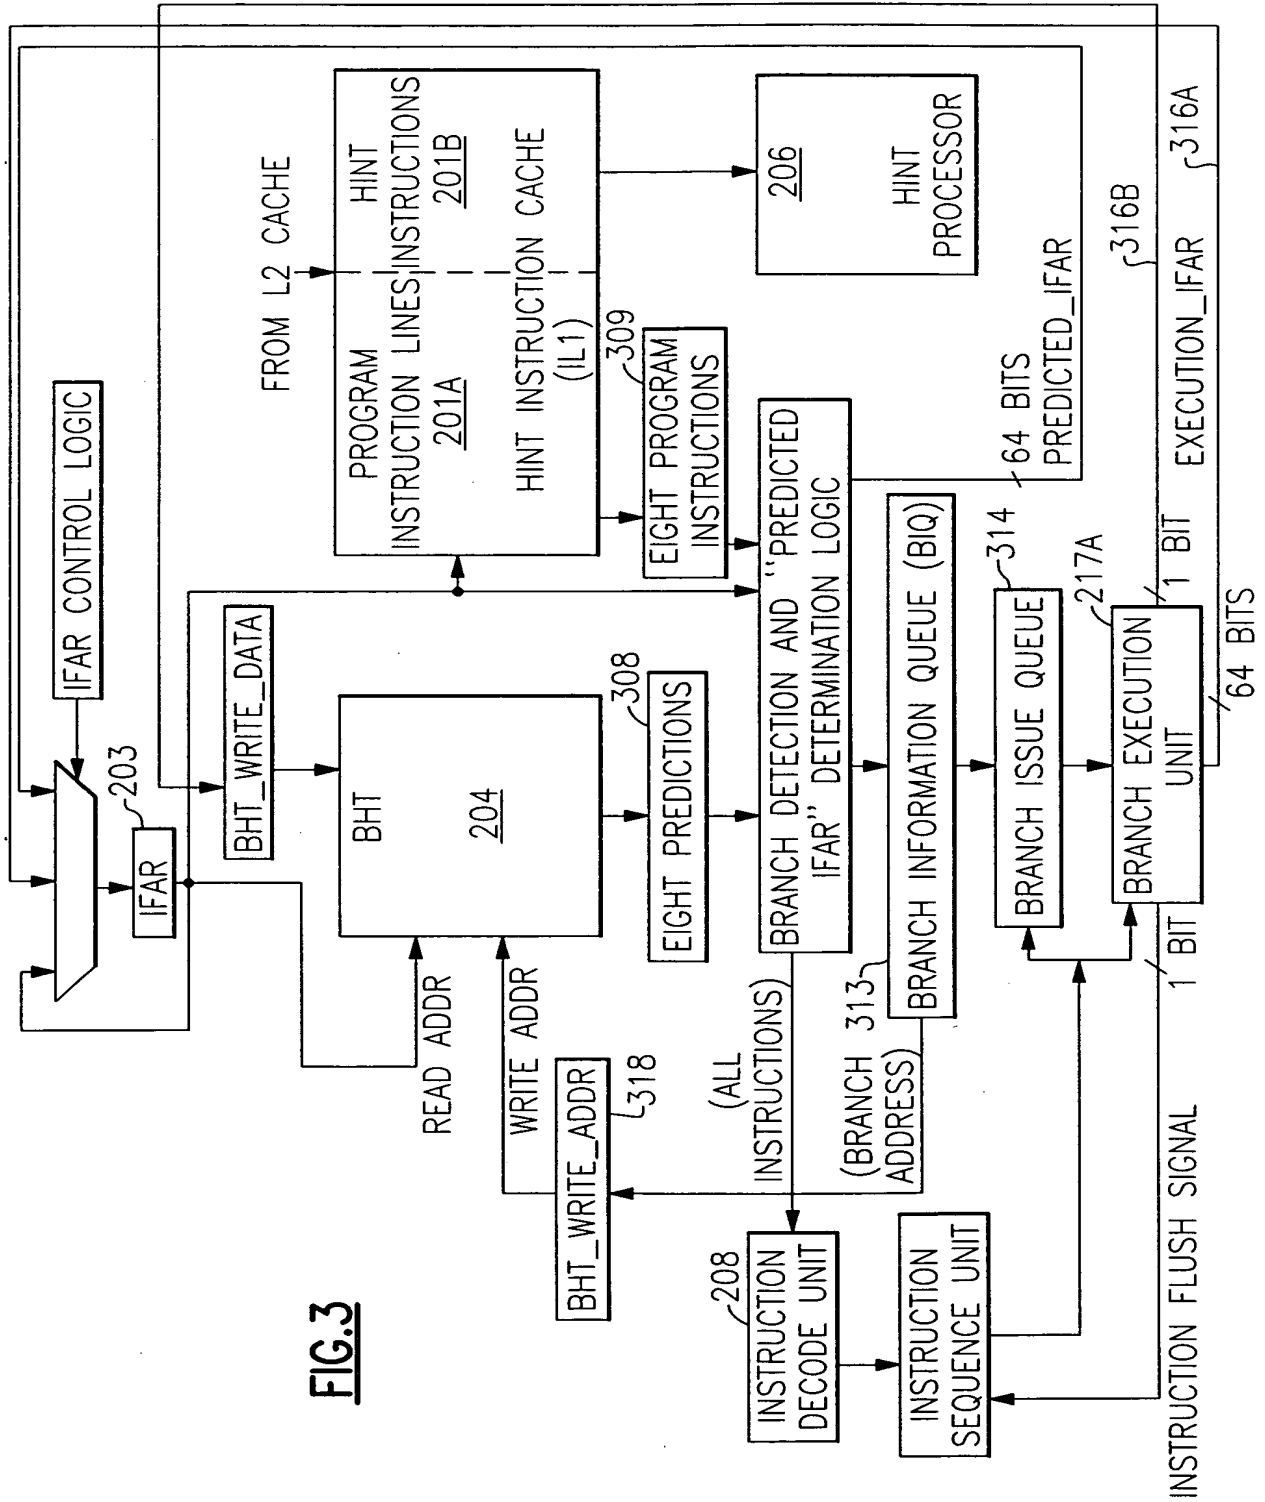 FIG.3
IFAR CONTROL LOGIC
203
IFAR
BHT_WRITE_DATA
FROM L2 CACHE
PROGRAM
INSTRUCTION LINES
201A
HINT
INSTRUCTIONS
201B
HINT INSTRUCTION CACHE
(IL1)
206
HINT
PROCESSOR
BHT
204
READ ADDR
WRITE ADDR
BHT_WRITE_ADDR
318
308
EIGHT PREDICTIONS
309
EIGHT PROGRAM
INSTRUCTIONS
BRANCH DETECTION AND "PREDICTED
IFAR" DETERMINATION LOGIC
64 BITS
PREDICTED_IFAR
(ALL
INSTRUCTIONS)
208
INSTRUCTION
DECODE UNIT
(BRANCH
ADDRESS)
313
BRANCH INFORMATION QUEUE (BIQ)
INSTRUCTION
SEQUENCE UNIT
314
BRANCH ISSUE QUEUE
217A
BRANCH EXECUTION
UNIT
1 BIT
316B
EXECUTION_IFAR
316A
64 BITS
1 BIT
INSTRUCTION FLUSH SIGNAL